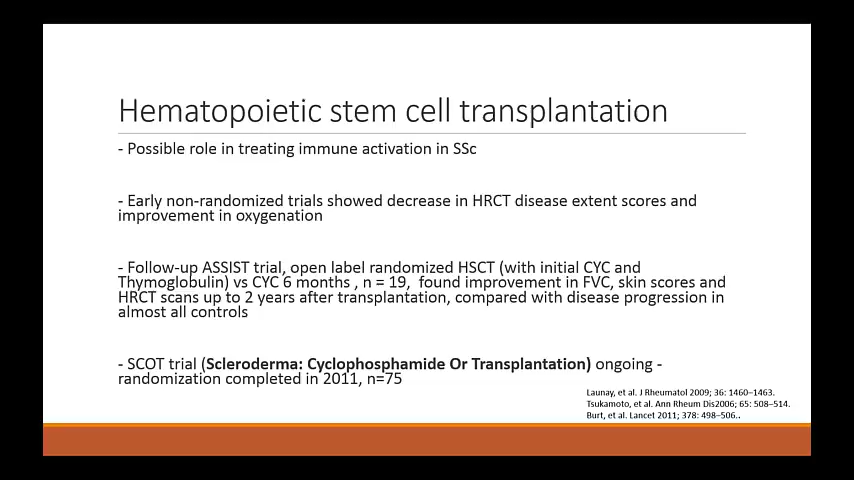 Hematopoietic stem cell transplantation
- Possible role in treating immune activation in SSc
- Early non-randomized trials showed decrease in HRCT disease extent scores and
improvement in oxygenation
- Follow-up ASSIST trial, open label randomized HSCT (with initial CYC and
Thymoglobulin) vs CYC 6 months , n = 19,  found improvement in FVC, skin scores and
HRCT scans up to 2 years after transplantation, compared with disease progression in
almost all controls
- SCOT trial (Scleroderma: Cyclophosphamide Or Transplantation) ongoing -
randomization completed in 2011, n=75
Launay, et al. J Rheumatol 2009; 36: 1460–1463.
Tsukamoto, et al. Ann Rheum Dis2006; 65: 508–514.
Burt, et al. Lancet 2011; 378: 498–506..